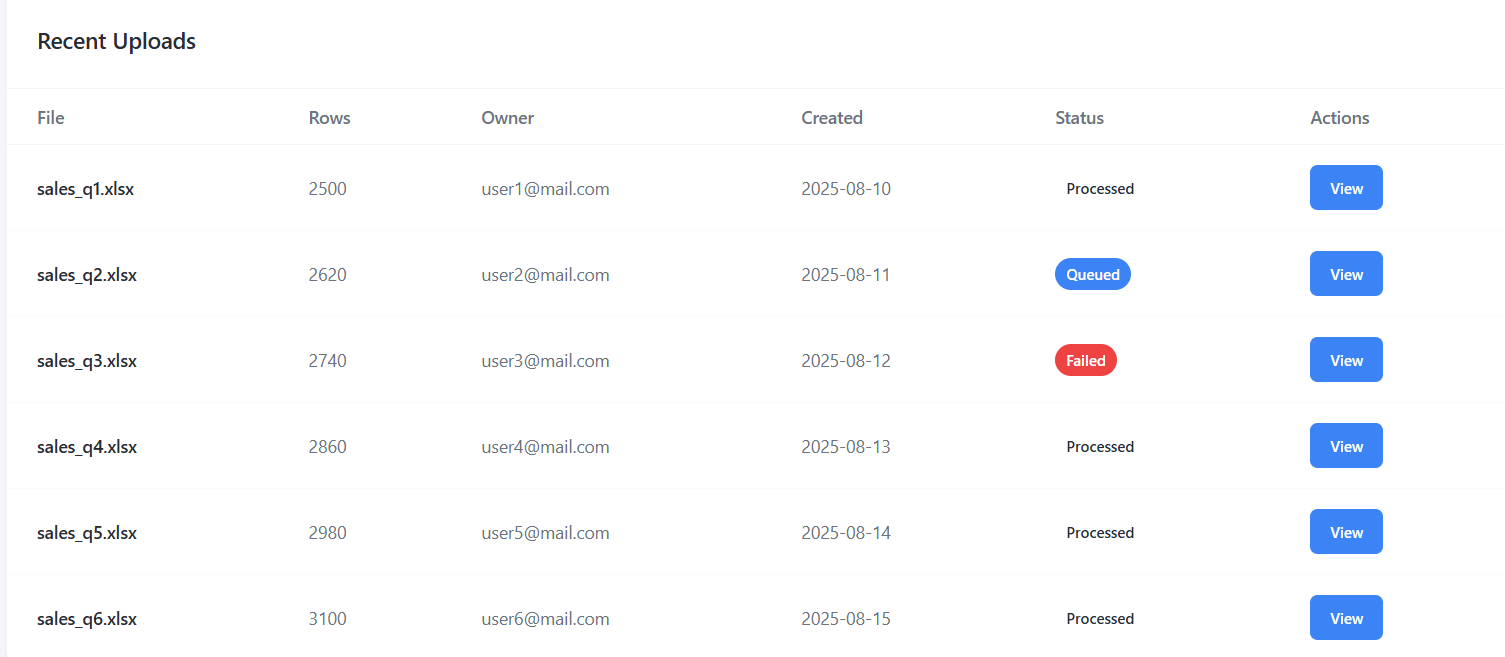 Recent Uploads
File Rows Owner Created Status Actions
sales_q1.xlsx 2500 user1@mail.com 2025-08-10 Processed View
sales_q2.xlsx 2620 user2@mail.com 2025-08-11 Queued View
sales_q3.xlsx 2740 user3@mail.com 2025-08-12 Failed View
sales_q4.xlsx 2860 user4@mail.com 2025-08-13 Processed View
sales_q5.xlsx 2980 user5@mail.com 2025-08-14 Processed View
sales_q6.xlsx 3100 user6@mail.com 2025-08-15 Processed View